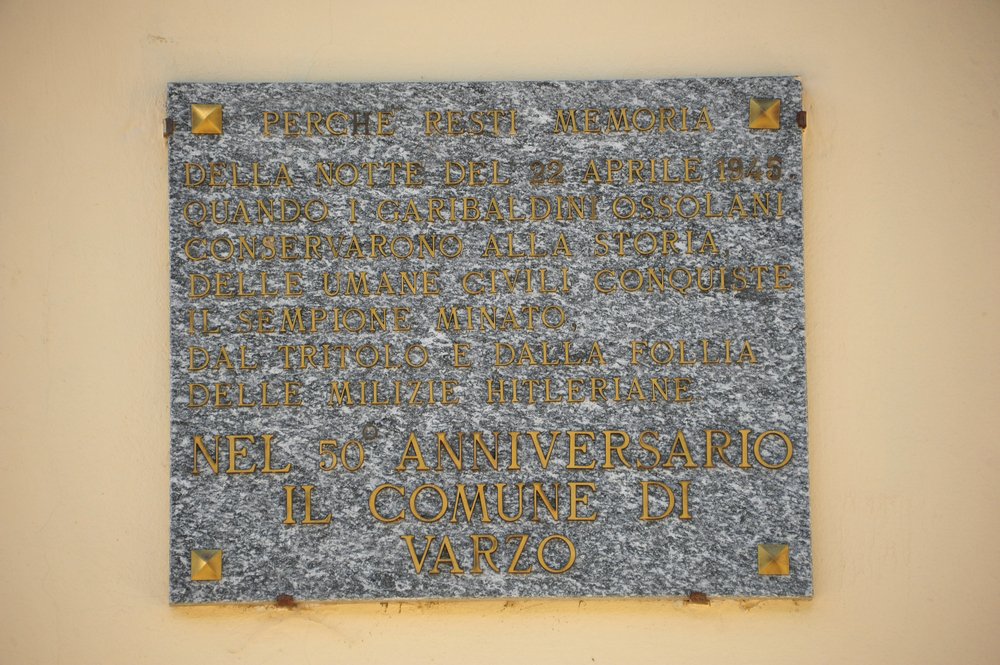 PERCHE RESTI MEMORIA
DELLA NOTTE DEL 22 APRILE 1945.
QUANDO I GARIBALDINI OSSOLANI
CONSERVARONO ALLA STORIA,
DELLE UMANE CIVILI CONQUISTE
IL SEMPIONE MINATO,
DAL TRITOLO E DALLA FOLLIA
DELLE MILIZIE HITLERIANE
NEL 50° ANNIVERSARIO
IL COMUNE DI
VARZO